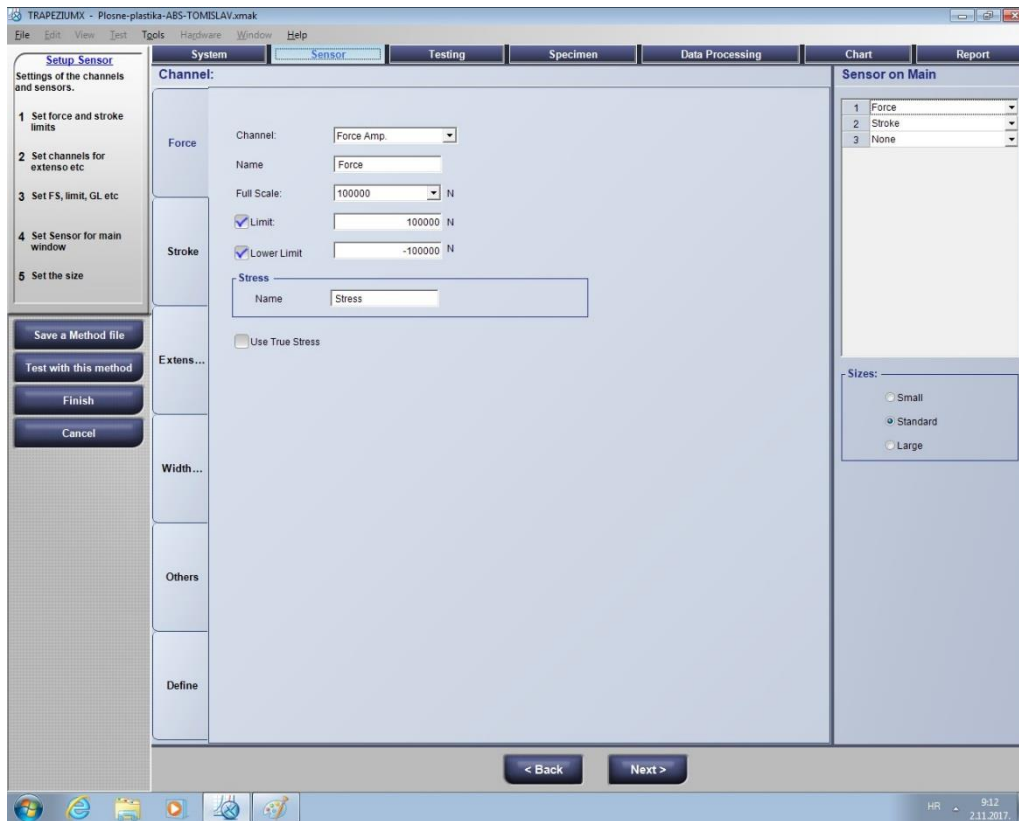 TRAPEZIUMX - Plosne-plastika-ABS-TOMISLAV.xmak
File Edit View Test Tools Hardware Window Help
System Sensor Testing Specimen Data Processing Chart Report
Setup Sensor
Settings of the channels
and sensors.
1 Set force and stroke
limits
2 Set channels for
extenso etc
3 Set FS, limit, GL etc
4 Set Sensor for main
window
5 Set the size
Save a Method file
Test with this method
Finish
Cancel
Channel:
Force
Stroke
Extens...
Width...
Others
Define
Channel: Force Amp.
Name Force
Full Scale: 100000 N
Limit: 100000 N
Lower Limit -100000 N
Stress
Name Stress
Use True Stress
Sensor on Main
1 Force
2 Stroke
3 None
Sizes:
Small
Standard
Large
< Back Next >
HR 9:12
2.11.2017.